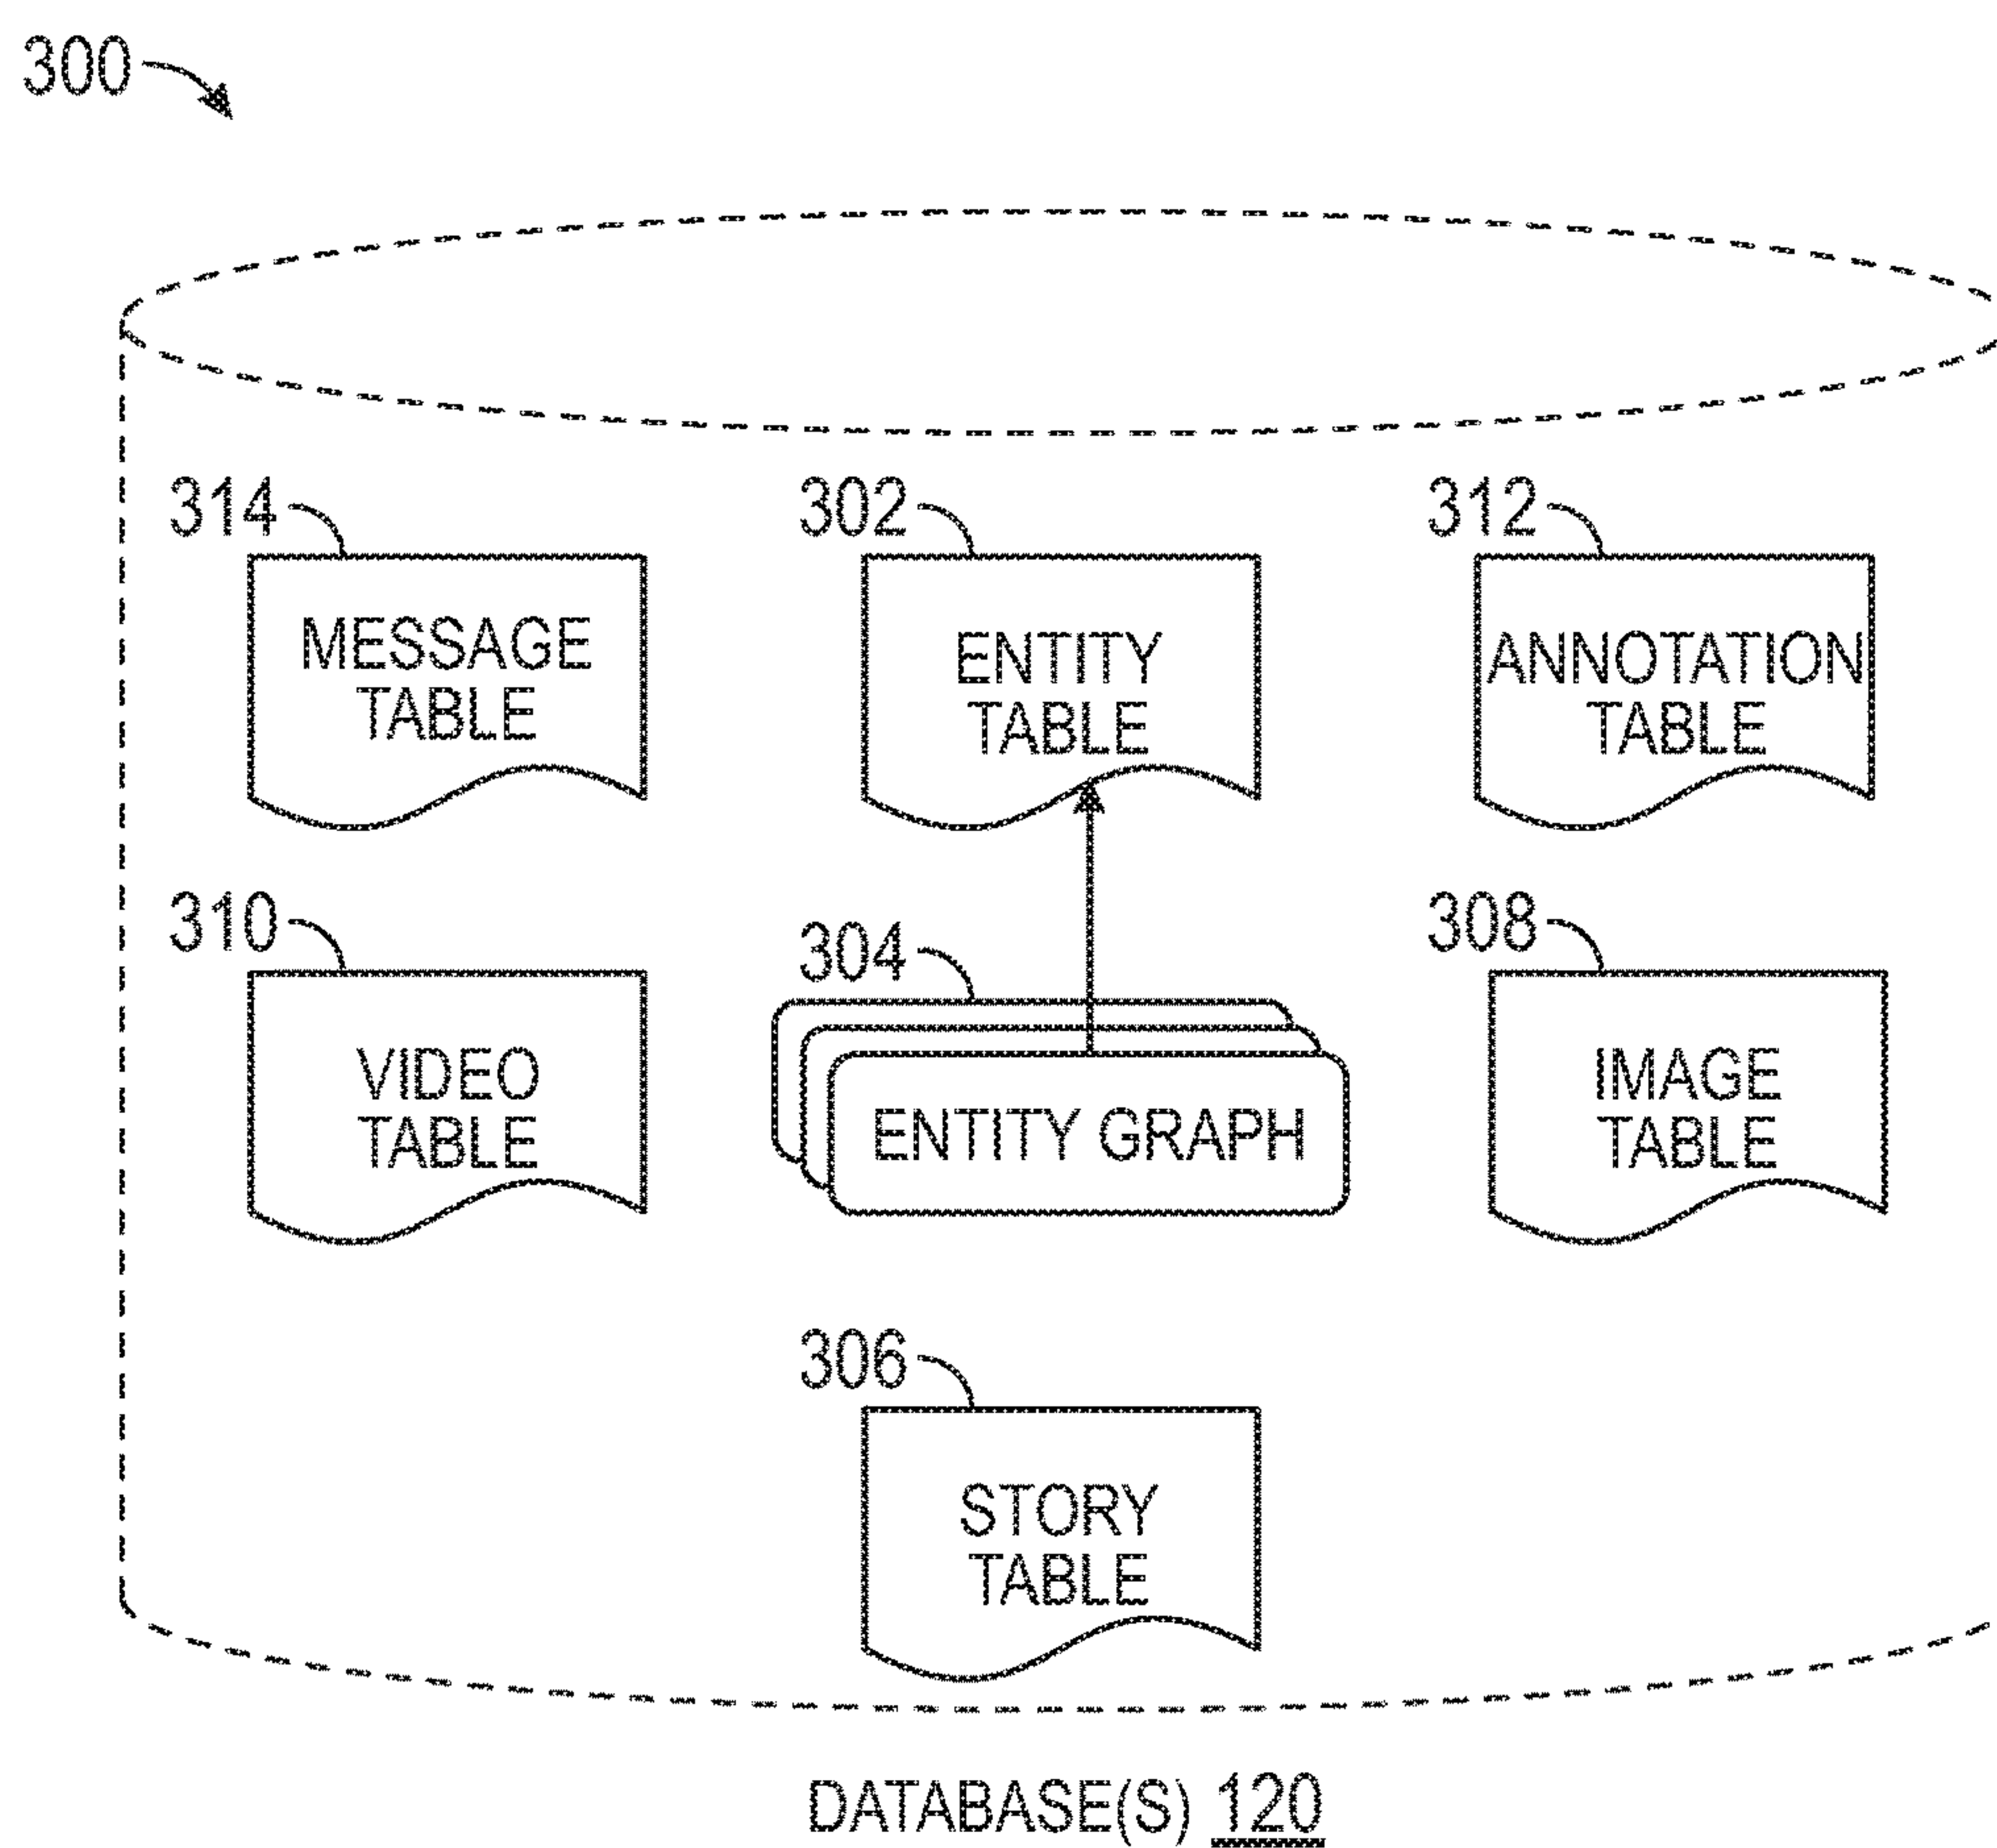 300
314
302
312
MESSAGE
TABLE
ENTITY
TABLE
ANNOTATION
TABLE
310
304
308
VIDEO
TABLE
ENTITY GRAPH
IMAGE
TABLE
306
STORY
TABLE
DATABASE(S) 120